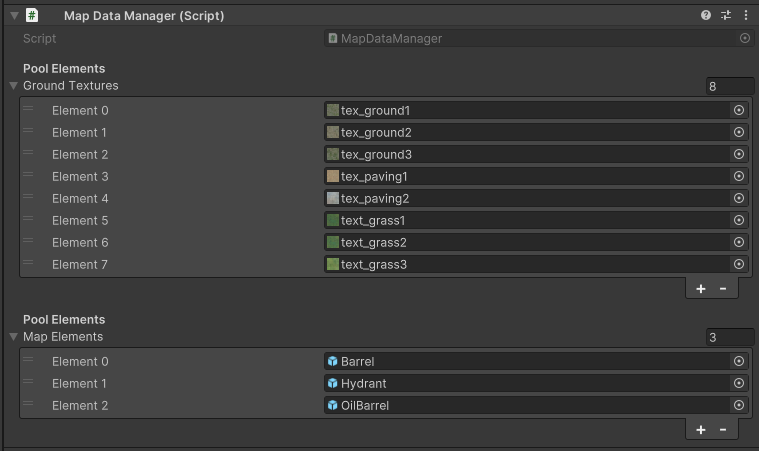 Map Data Manager (Script)
Script MapDataManager
Pool Elements
Ground Textures 8
Element 0 tex_ground1
Element 1 tex_ground2
Element 2 tex_ground3
Element 3 tex_paving1
Element 4 tex_paving2
Element 5 text_grass1
Element 6 text_grass2
Element 7 text_grass3
+ -
Pool Elements
Map Elements 3
Element 0 Barrel
Element 1 Hydrant
Element 2 OilBarrel
+ -